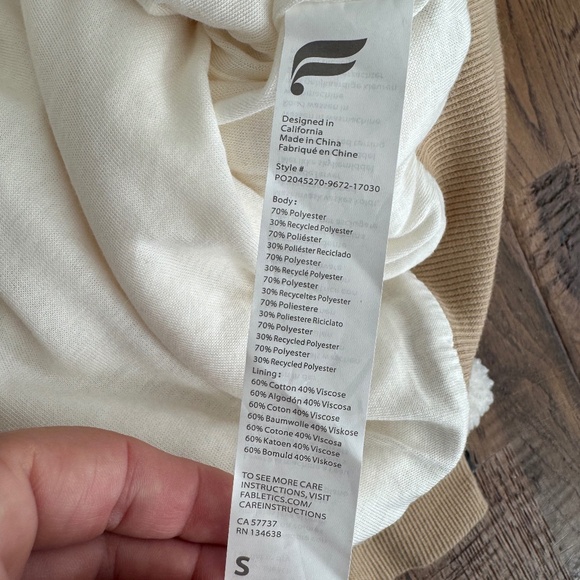 Designed in
California
Made in China
Fabriqué en Chine
Style #
PO2045270-9672-17030
Body:
70% Polyester
30% Recycled Polyester
70% Poliéster
30% Poliéster Reciclado
70% Polyester
30% Recyclé Polyester
70% Polyester
30% Recyceltes Polyester
70% Poliestere
30% Poliestere Riciclato
70% Polyester
30% Recycled Polyester
70% Polyester
30% Recycled Polyester
Lining:
60% Cotton 40% Viscose
60% Algodón 40% Viscosa
60% Coton 40% Viscose
60% Baumwolle 40% Viskose
60% Cotone 40% Viscosa
60% Katoen 40% Viscose
60% Bomuld 40% Viskose
TO SEE MORE CARE
INSTRUCTIONS, VISIT
FABLETICS.COM/
CAREINSTRUCTIONS
CA 57737
RN 134638
S